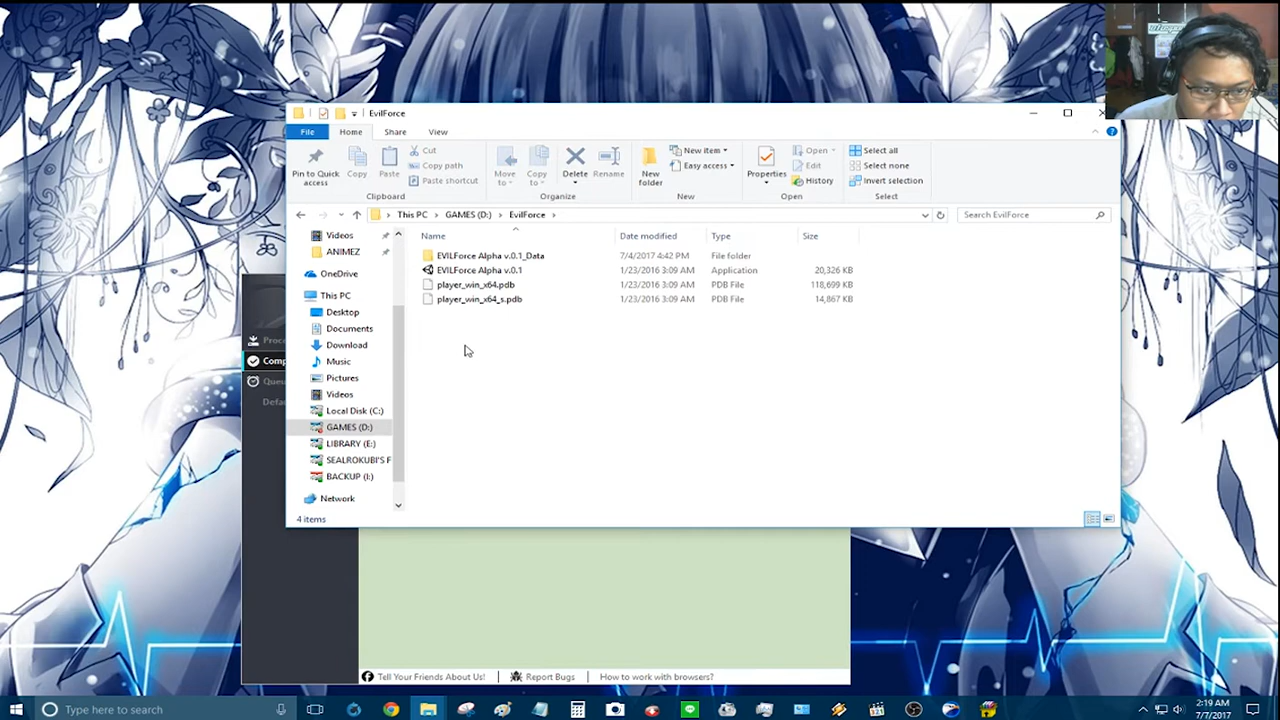 EvilForce
File Home Share View
Pin to Quick access
Copy
Paste
Cut
Copy path
Paste shortcut
Clipboard
Move to
Copy to
Delete
Rename
Organize
New folder
New item
Easy access
New
Properties
Open
Edit
History
Open
Select all
Select none
Invert selection
Select
This PC > GAMES (D:) > EvilForce >
Search EvilForce
Videos
ANIMEZ
OneDrive
This PC
Desktop
Documents
Download
Music
Pictures
Videos
Local Disk (C:)
GAMES (D:)
LIBRARY (E:)
SEALROKUBI'S F
BACKUP (I:)
Network
Name Date modified Type Size
EVILForce Alpha v.0.1_Data 7/4/2017 4:42 PM File folder
EVILForce Alpha v.0.1 1/23/2016 3:09 AM Application 20,326 KB
player_win_x64.pdb 1/23/2016 3:09 AM PDB File 118,699 KB
player_win_x64_s.pdb 1/23/2016 3:09 AM PDB File 14,867 KB
4 items
Proce
Comp
Queu
Defau
Tell Your Friends About Us! Report Bugs How to work with browsers?
Type here to search
2:19 AM
7/7/2017